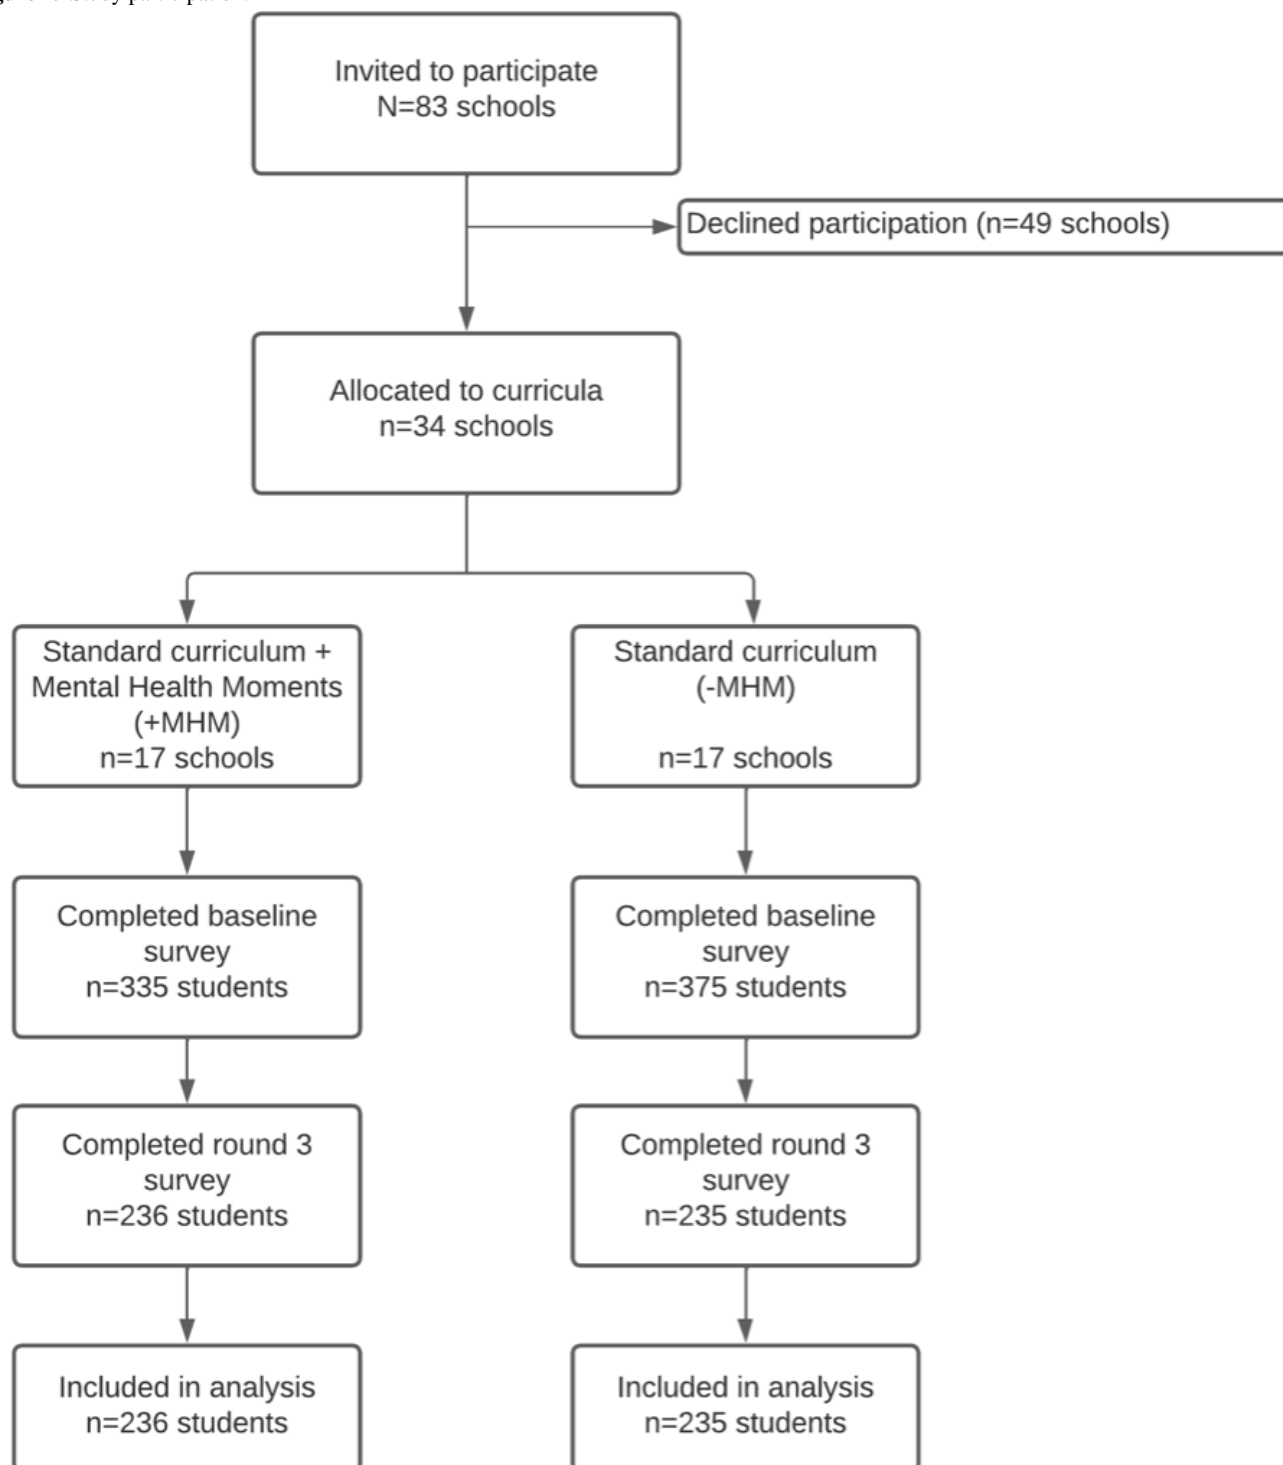 Invited to participate
N=83 schools
Declined participation (n=49 schools)
Allocated to curricula
n=34 schools
Standard curriculum +
Mental Health Moments
(+MHM)
n=17 schools
Standard curriculum
(-MHM)
n=17 schools
Completed baseline
survey
n=335 students
Completed baseline
survey
n=375 students
Completed round 3
survey
n=236 students
Completed round 3
survey
n=235 students
Included in analysis
n=236 students
Included in analysis
n=235 students